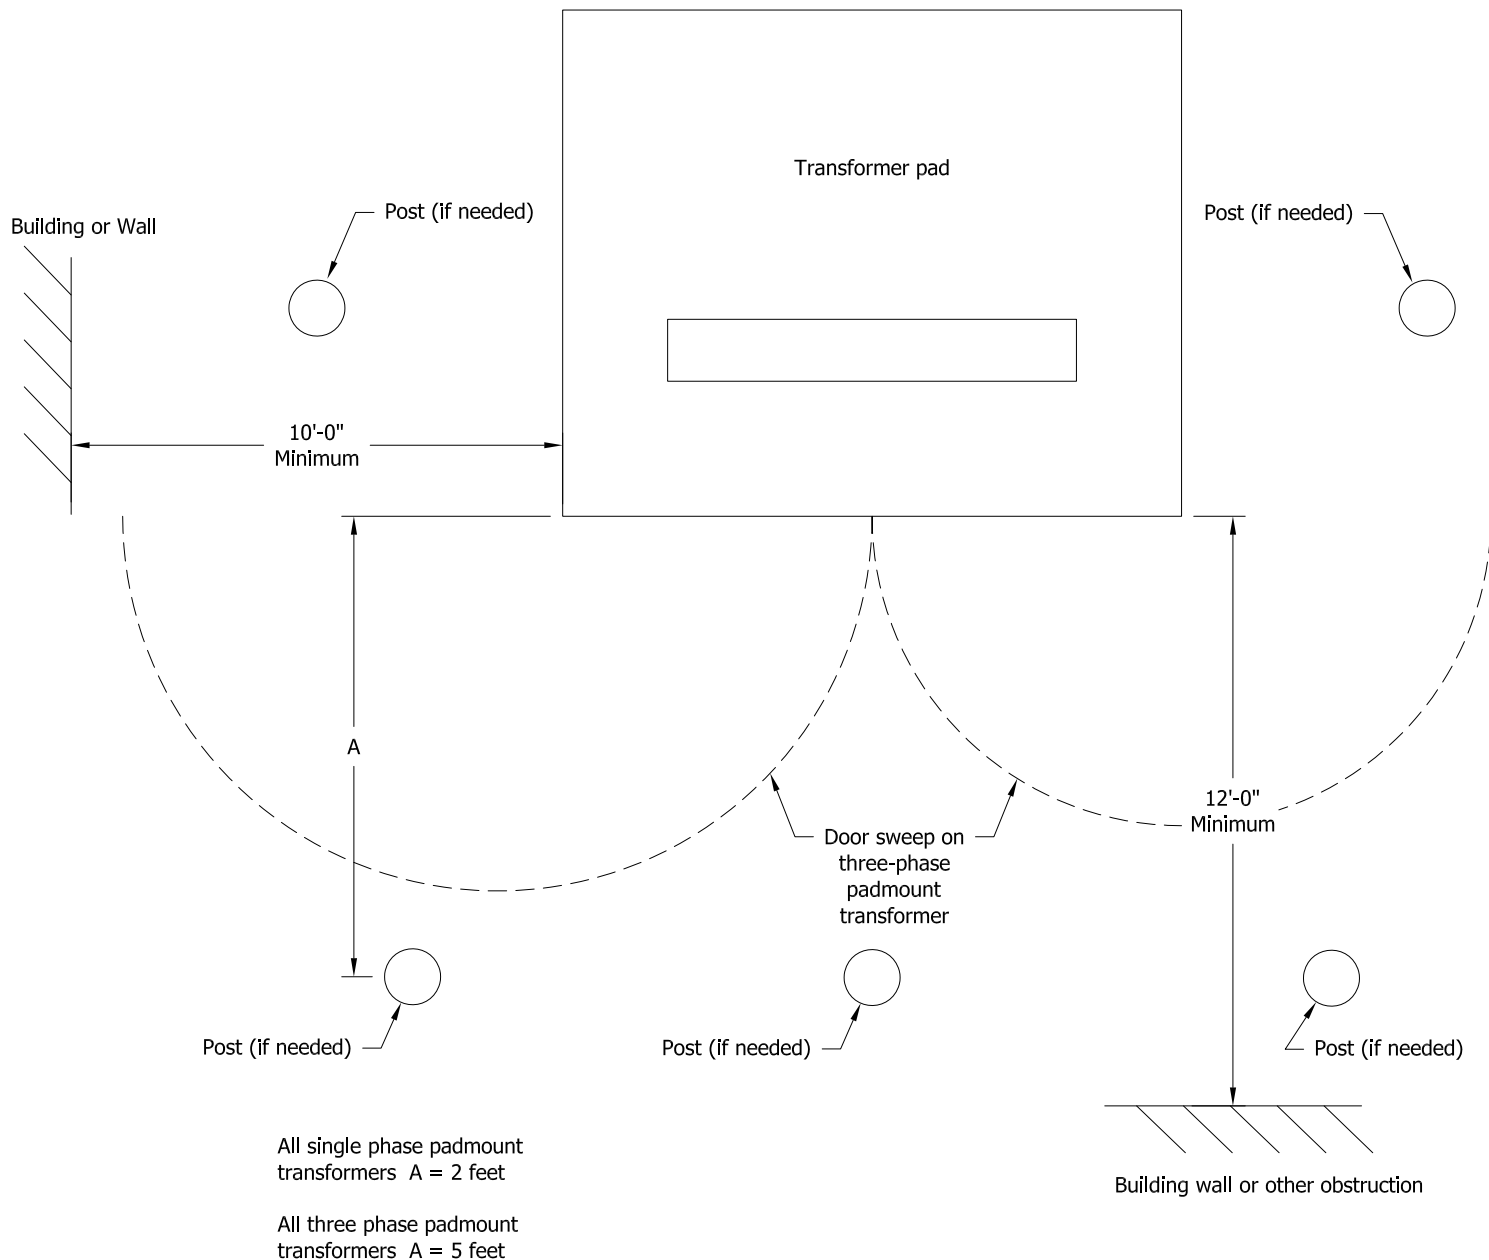 Transformer pad
Post (if needed)
Post (if needed)
Building or Wall
10'-0"
Minimum
A
12'-0"
Minimum
Door sweep on
three-phase
padmount
transformer
Post (if needed)
Post (if needed)
Post (if needed)
All single phase padmount
transformers  A = 2 feet
Building wall or other obstruction
All three phase padmount
transformers  A = 5 feet